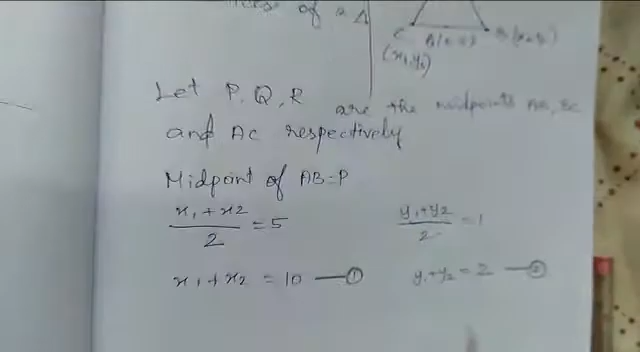 of a Δ
C
(x₁,y₁)
Let P, Q, R are the midpoints AB, BC
and AC respectively
Midpoint of AB=P
x₁+x2/2 = 5    y₁+y₂/2 = 1
x₁+x₂ = 10 —①    y₁+y₂ = 2 —②